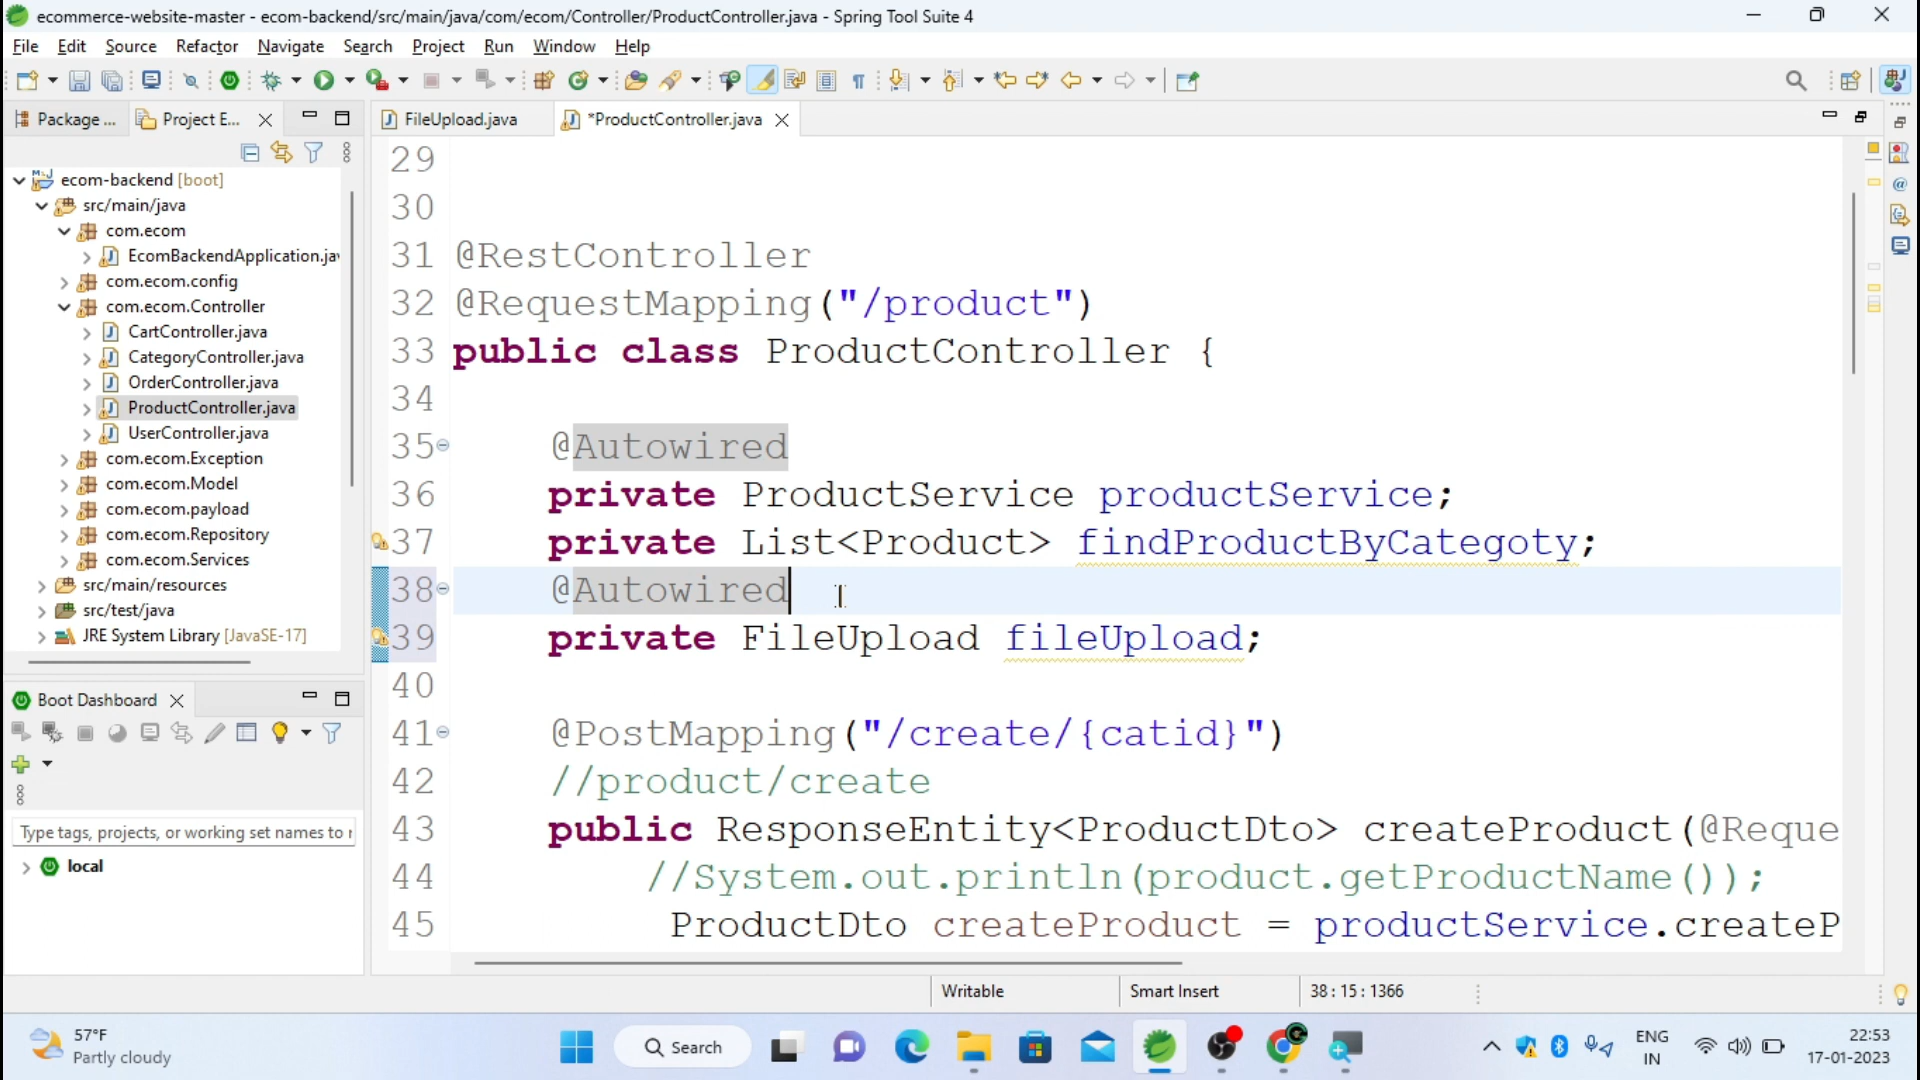 ecommerce-website-master - ecom-backend/src/main/java/com/ecom/Controller/ProductController.java - Spring Tool Suite 4
File Edit Source Refactor Navigate Search Project Run Window Help
Package ... Project E...
FileUpload.java *ProductController.java
ecom-backend [boot]
src/main/java
com.ecom
EcomBackendApplication.jav
com.ecom.config
com.ecom.Controller
CartController.java
CategoryController.java
OrderController.java
ProductController.java
UserController.java
com.ecom.Exception
com.ecom.Model
com.ecom.payload
com.ecom.Repository
com.ecom.Services
src/main/resources
src/test/java
JRE System Library [JavaSE-17]
Boot Dashboard
Type tags, projects, or working set names to r
local
29
30
31 @RestController
32 @RequestMapping("/product")
33 public class ProductController {
34
35 @Autowired
36 private ProductService productService;
37 private List<Product> findProductByCategoty;
38 @Autowired
39 private FileUpload fileUpload;
40
41 @PostMapping("/create/{catid}")
42 //product/create
43 public ResponseEntity<ProductDto> createProduct(@Reque
44 //System.out.println(product.getProductName());
45 ProductDto createProduct = productService.createP
Writable Smart Insert 38 : 15 : 1366
57°F
Partly cloudy
Search
ENG
IN
22:53
17-01-2023